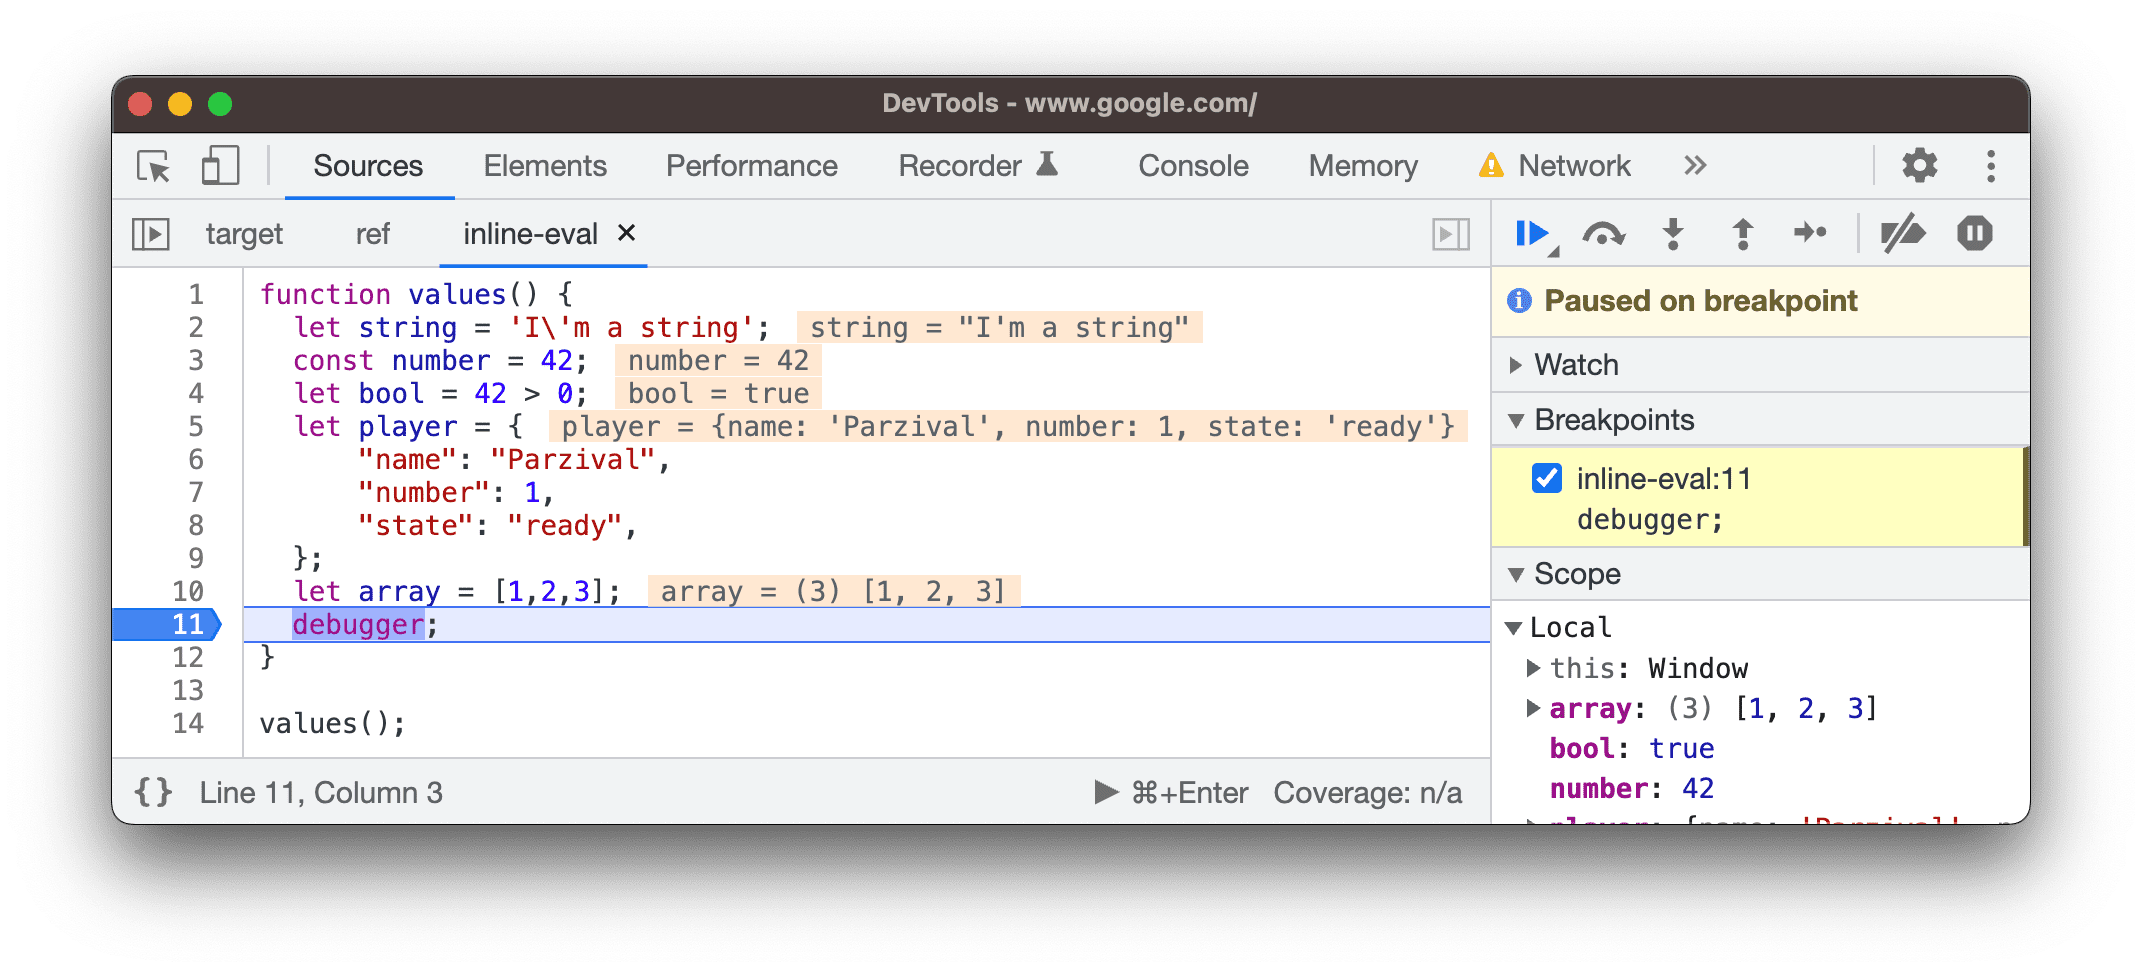 DevTools - www.google.com/
Sources Elements Performance Recorder Console Memory Network »
target ref inline-eval ×
1 function values() {
2 let string = 'I\'m a string'; string = "I'm a string"
3 const number = 42; number = 42
4 let bool = 42 > 0; bool = true
5 let player = { player = {name: 'Parzival', number: 1, state: 'ready'}
6 "name": "Parzival",
7 "number": 1,
8 "state": "ready",
9 };
10 let array = [1,2,3]; array = (3) [1, 2, 3]
11 debugger;
12 }
13
14 values();
{} Line 11, Column 3 ⌘+Enter Coverage: n/a
Paused on breakpoint
Watch
Breakpoints
inline-eval:11
debugger;
Scope
Local
this: Window
array: (3) [1, 2, 3]
bool: true
number: 42
player: {name: 'Parzival',